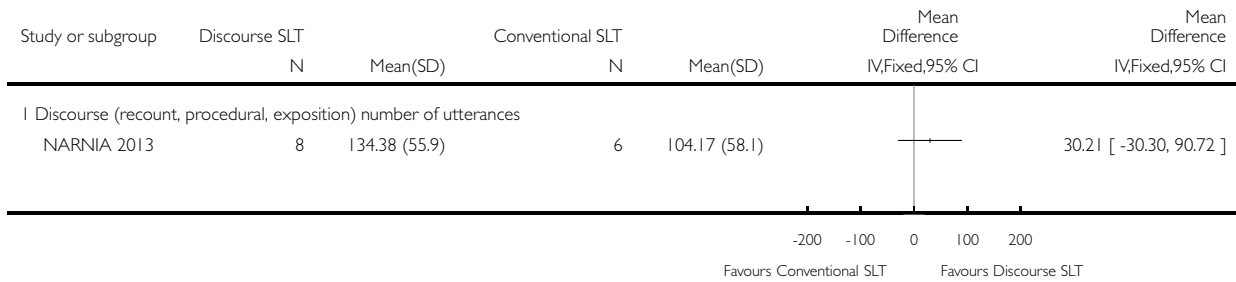 Study or subgroup Discourse SLT Conventional SLT Mean Difference Mean Difference
N Mean(SD) N Mean(SD) IV,Fixed,95% CI IV,Fixed,95% CI
1 Discourse (recount, procedural, exposition) number of utterances
NARNIA 2013 8 134.38 (55.9) 6 104.17 (58.1) 30.21 [ -30.30, 90.72 ]
-200 -100 0 100 200
Favours Conventional SLT Favours Discourse SLT